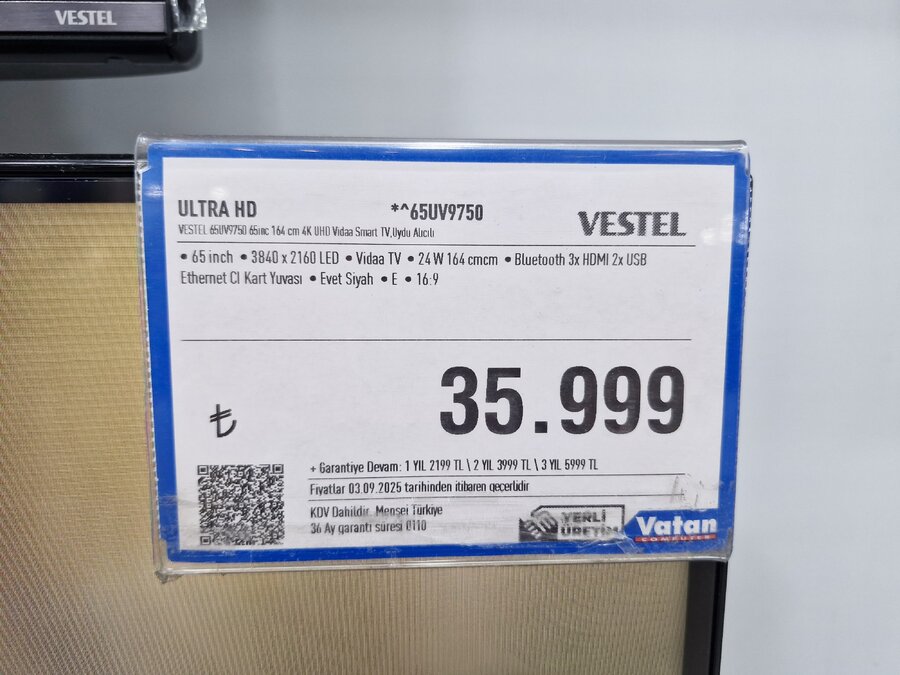 VESTEL
ULTRA HD
*^65UV9750
VESTEL
VESTEL 65UV9750 65inc 164 cm 4K UHD Vidaa Smart TV,Uydu Alıcılı
• 65 inch • 3840 x 2160 LED • Vidaa TV • 24 W 164 cmcm • Bluetooth 3x HDMI 2x USB
Ethernet CI Kart Yuvası • Evet Siyah • E • 16:9
₺ 35.999
+ Garantiye Devam: 1 YIL 2199 TL \ 2 YIL 3999 TL \ 3 YIL 5999 TL
Fiyatlar 03.09.2025 tarihinden itibaren geçerlidir
KDV Dahildir. Menşei Türkiye
36 Ay garanti süresi 0110
YERLİ
ÜRETİM
Vatan
COMPUTER